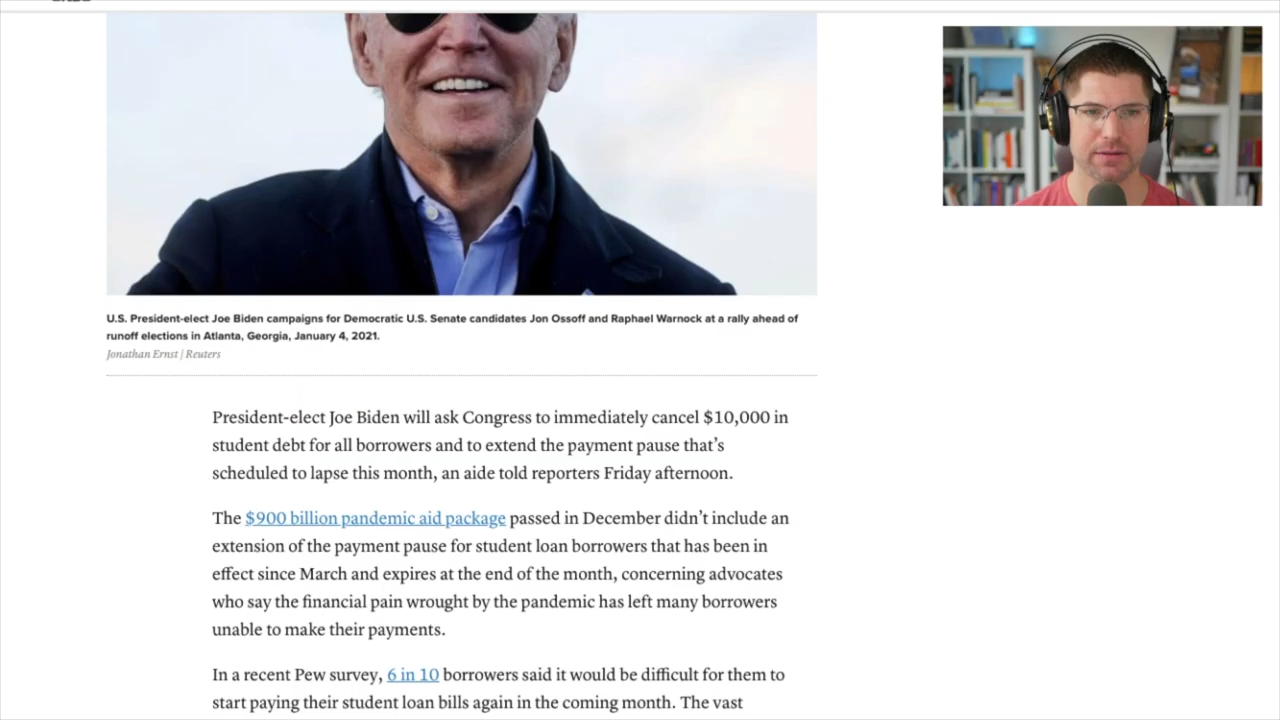 U.S. President-elect Joe Biden campaigns for Democratic U.S. Senate candidates Jon Ossoff and Raphael Warnock at a rally ahead of
runoff elections in Atlanta, Georgia, January 4, 2021.
Jonathan Ernst | Reuters
President-elect Joe Biden will ask Congress to immediately cancel $10,000 in
student debt for all borrowers and to extend the payment pause that’s
scheduled to lapse this month, an aide told reporters Friday afternoon.
The $900 billion pandemic aid package passed in December didn’t include an
extension of the payment pause for student loan borrowers that has been in
effect since March and expires at the end of the month, concerning advocates
who say the financial pain wrought by the pandemic has left many borrowers
unable to make their payments.
In a recent Pew survey, 6 in 10 borrowers said it would be difficult for them to
start paying their student loan bills again in the coming month. The vast